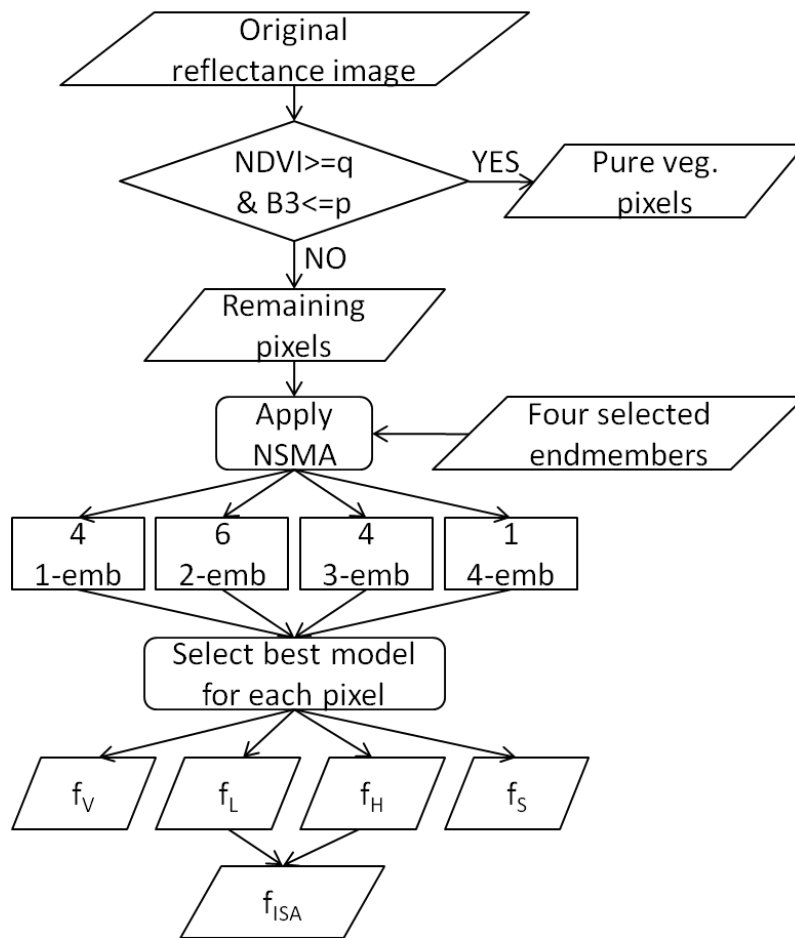 Original
reflectance image
NDVI>=q
& B3<=p
YES
Pure veg.
pixels
NO
Remaining
pixels
Apply
NSMA
Four selected
endmembers
4
1-emb
6
2-emb
4
3-emb
1
4-emb
Select best model
for each pixel
fV
fL
fH
fS
fISA